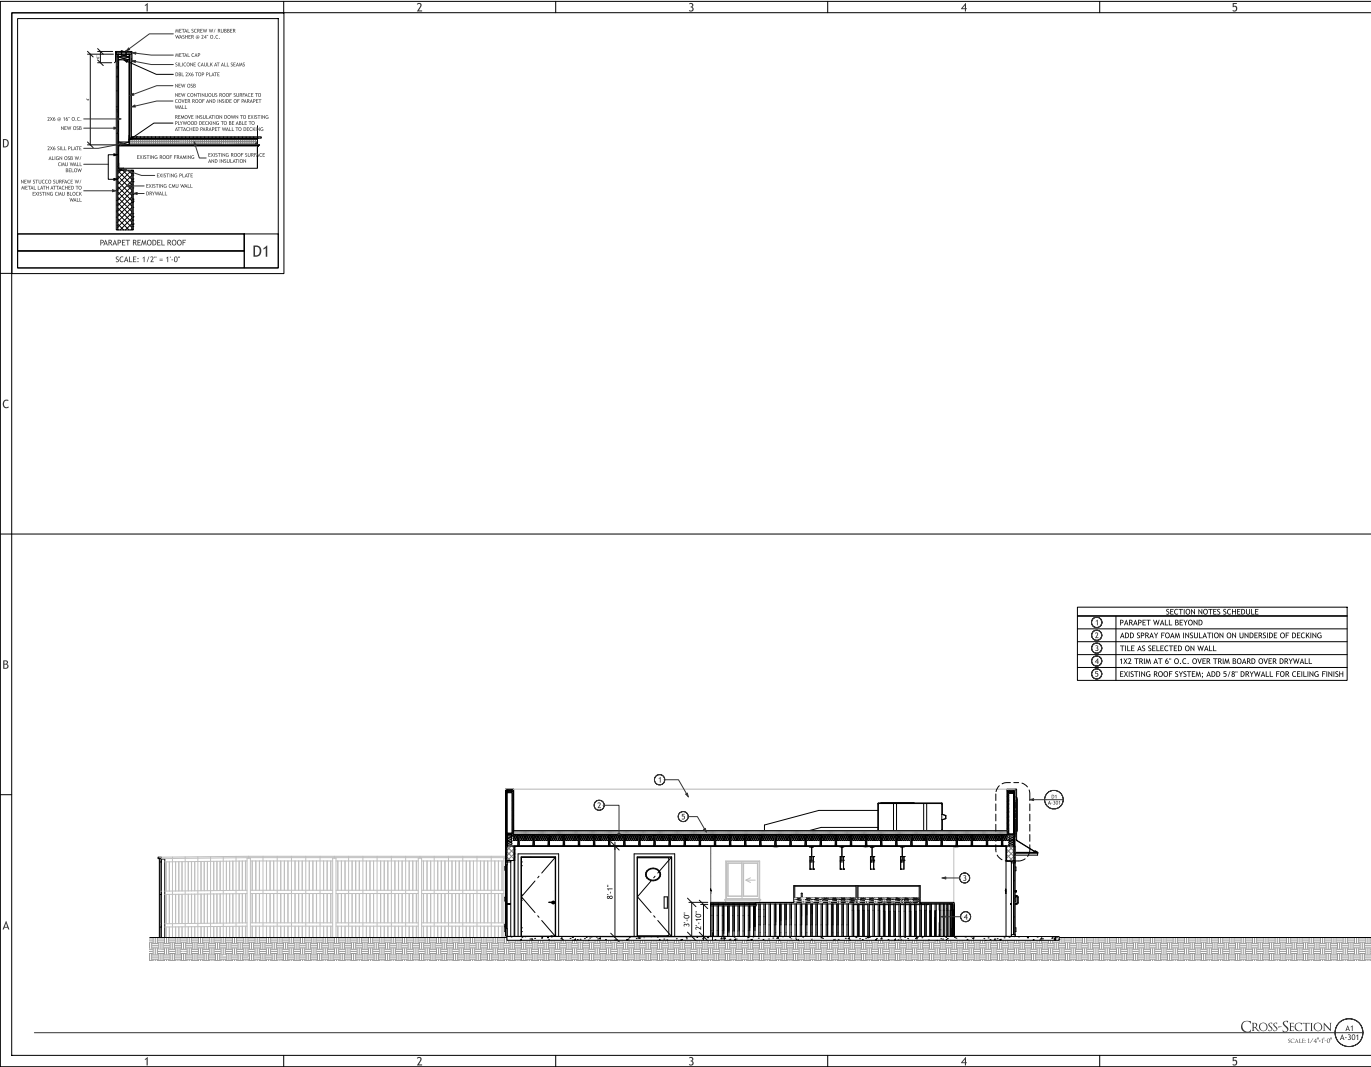 1 2 3 4 5
D
METAL SCREW W/ RUBBER
WASHER @ 24" O.C.
METAL CAP
SILICONE CAULK AT ALL SEAMS
DBL 2X6 TOP PLATE
NEW OSB
NEW CONTINUOUS ROOF SURFACE TO
COVER ROOF AND INSIDE OF PARAPET
WALL
REMOVE INSULATION DOWN TO EXISTING
PLYWOOD DECKING TO BE ABLE TO
ATTACHED PARAPET WALL TO DECKING
2X6 @ 16" O.C.
NEW OSB
2X6 SILL PLATE
ALIGN OSB W/
CMU WALL
BELOW
NEW STUCCO SURFACE W/
METAL LATH ATTACHED TO
EXISTING CMU BLOCK
WALL
EXISTING ROOF FRAMING
EXISTING ROOF SURFACE
AND INSULATION
EXISTING PLATE
EXISTING CMU WALL
DRYWALL
PARAPET REMODEL ROOF
SCALE: 1/2" = 1'-0"
D1
C
B
SECTION NOTES SCHEDULE
1 PARAPET WALL BEYOND
2 ADD SPRAY FOAM INSULATION ON UNDERSIDE OF DECKING
3 TILE AS SELECTED ON WALL
4 1X2 TRIM AT 6" O.C. OVER TRIM BOARD OVER DRYWALL
5 EXISTING ROOF SYSTEM; ADD 5/8" DRYWALL FOR CEILING FINISH
1
2
5
D1
A-301
3
4
8'-1"
3'-0"
2'-10"
A
CROSS-SECTION
SCALE: 1/4"=1'-0"
A1
A-301
1 2 3 4 5